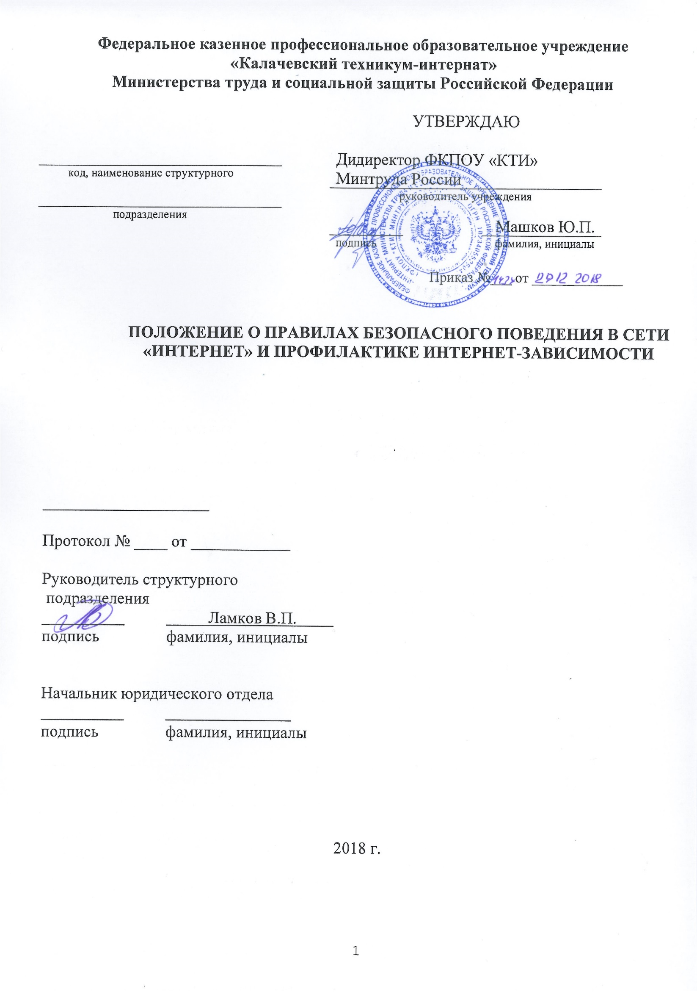 Федеральное казенное профессиональное образовательное учреждение
«Калачевский техникум-интернат»
Министерства труда и социальной защиты Российской Федерации
УТВЕРЖДАЮ
Дидиректор ФКПОУ «КТИ»
Минтруда России
руководитель учреждения
код, наименование структурного
подразделения
Машков Ю.П.
подпись фамилия, инициалы
Приказ № от 29 12 2018
ПОЛОЖЕНИЕ О ПРАВИЛАХ БЕЗОПАСНОГО ПОВЕДЕНИЯ В СЕТИ
«ИНТЕРНЕТ» И ПРОФИЛАКТИКЕ ИНТЕРНЕТ-ЗАВИСИМОСТИ
Протокол № ____ от ____________
Руководитель структурного
подразделения
Ламков В.П.
подпись фамилия, инициалы
Начальник юридического отдела
подпись фамилия, инициалы
2018 г.
1